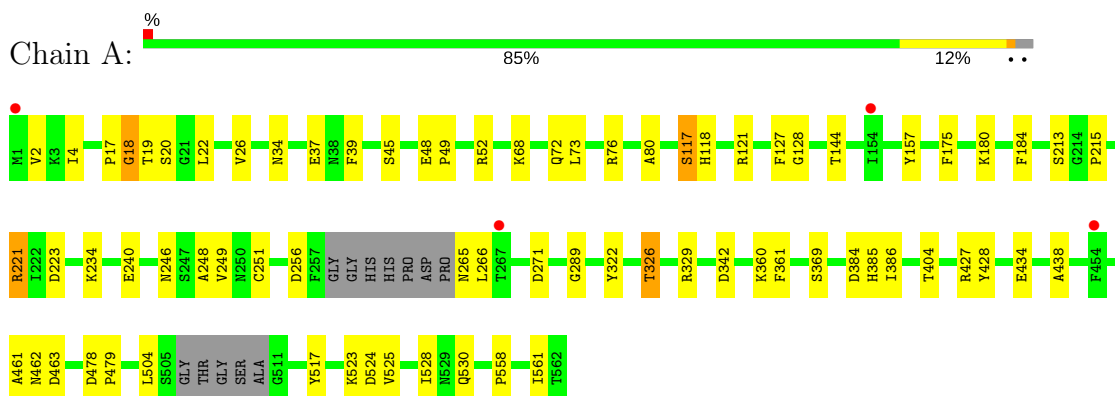 %
Chain A:
85% 12%
M1 V2 K3 I4 P17 G18 T19 S20 G21 L22 V26 N34 E37 N38 F39 S45 E48 P49 R52 K68 Q72 L73 R76 A80 S117 H118 R121 F127 G128 T144 I154 Y157 F175 K180 F184 S213 G214 P215
R221 I222 D223 K234 E240 N246 S247 A248 V249 N250 C251 D256 F257 GLY GLY HIS HIS PRO ASP PRO N265 L266 T267 D271 G289 Y322 T326 R329 D342 K360 F361 S369 D384 H385 I386 T404 R427 Y428 E434 A438 F454
A461 N462 D463 D478 P479 L504 S505 GLY THR GLY SER ALA G511 Y517 K523 D524 V525 I528 N529 Q530 P558 I561 T562